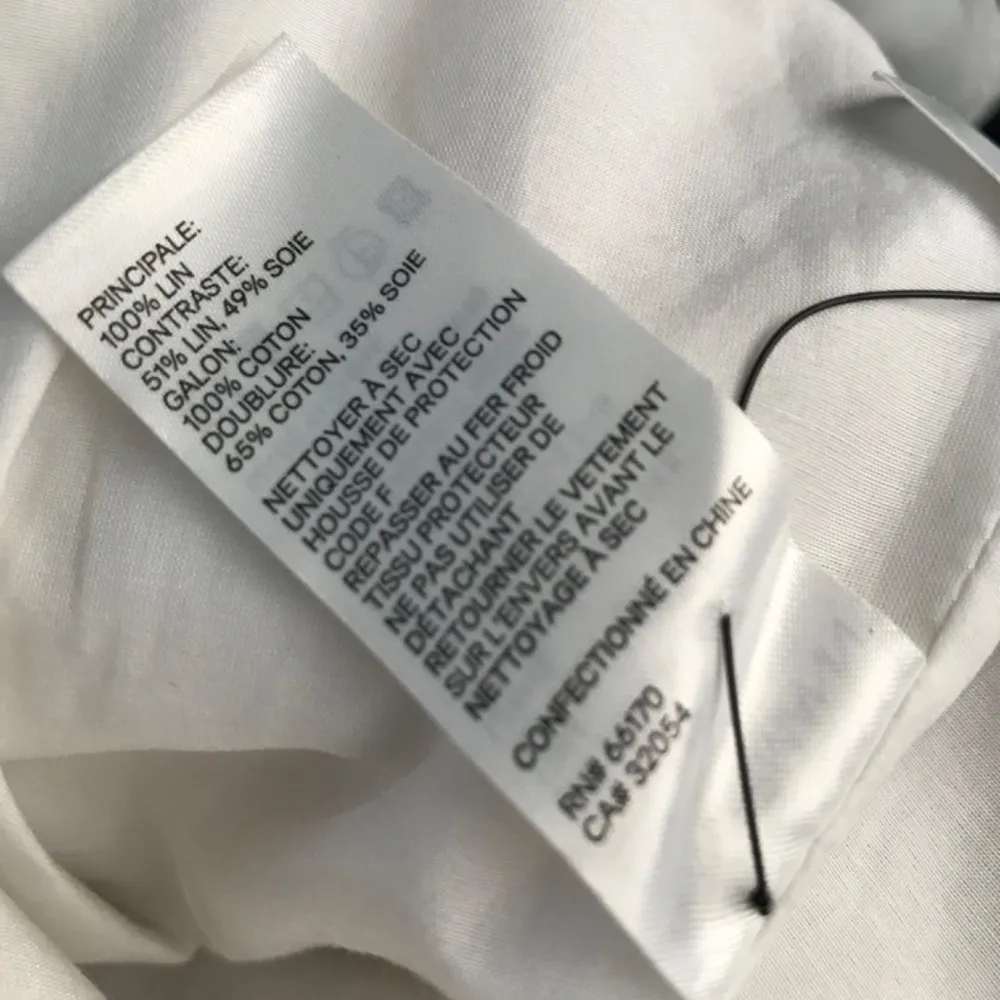 PRINCIPALE:
100% LIN
CONTRASTE:
51% LIN, 49% SOIE
GALON:
100% COTON
DOUBLURE:
65% COTON, 35% SOIE
NETTOYER À SEC
UNIQUEMENT AVEC
HOUSSE DE PROTECTION
CODE F
REPASSER AU FER FROID
TISSU PROTECTEUR
NE PAS UTILISER DE
DÉTACHANT
RETOURNER LE VETEMENT
SUR L'ENVERS AVANT LE
NETTOYAGE À SEC
CONFECTIONNÉ EN CHINE
RN# 66170
CA# 32054